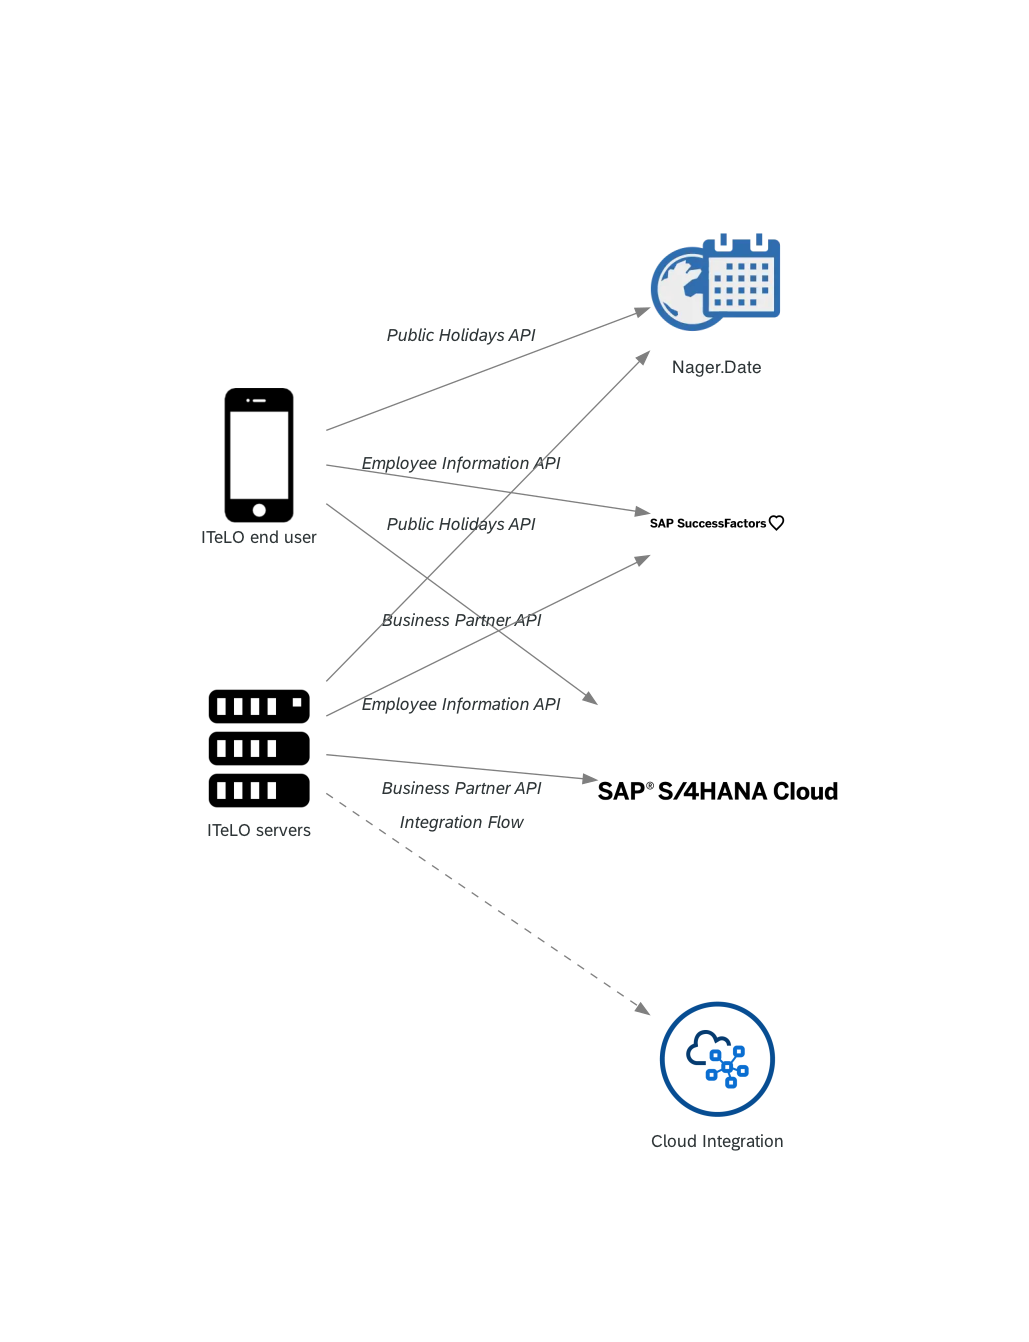 Public Holidays API
Nager.Date
Employee Information API
SAP SuccessFactors
Public Holidays API
ITeLO end user
Business Partner API
Employee Information API
Business Partner API
SAP® S/4HANA Cloud
Integration Flow
ITeLO servers
Cloud Integration